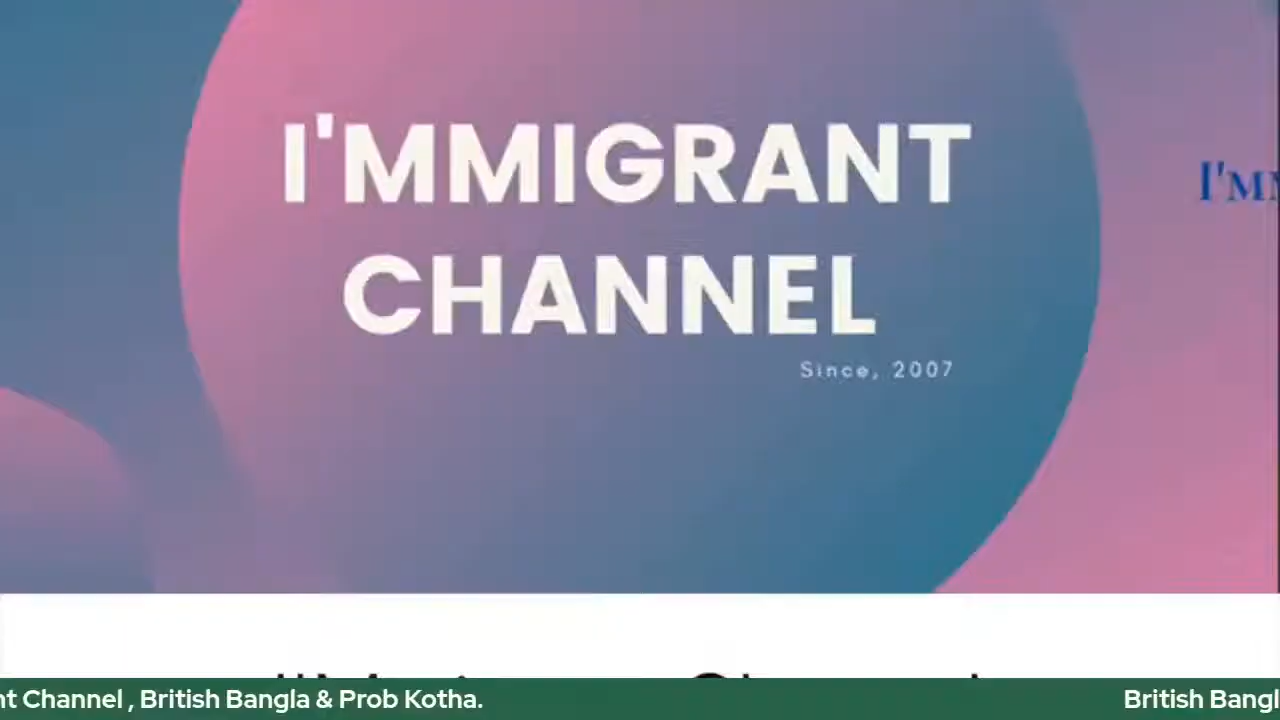 I'MMIGRANT
CHANNEL
Since, 2007
nt Channel , British Bangla & Prob Kotha.
British Bangl